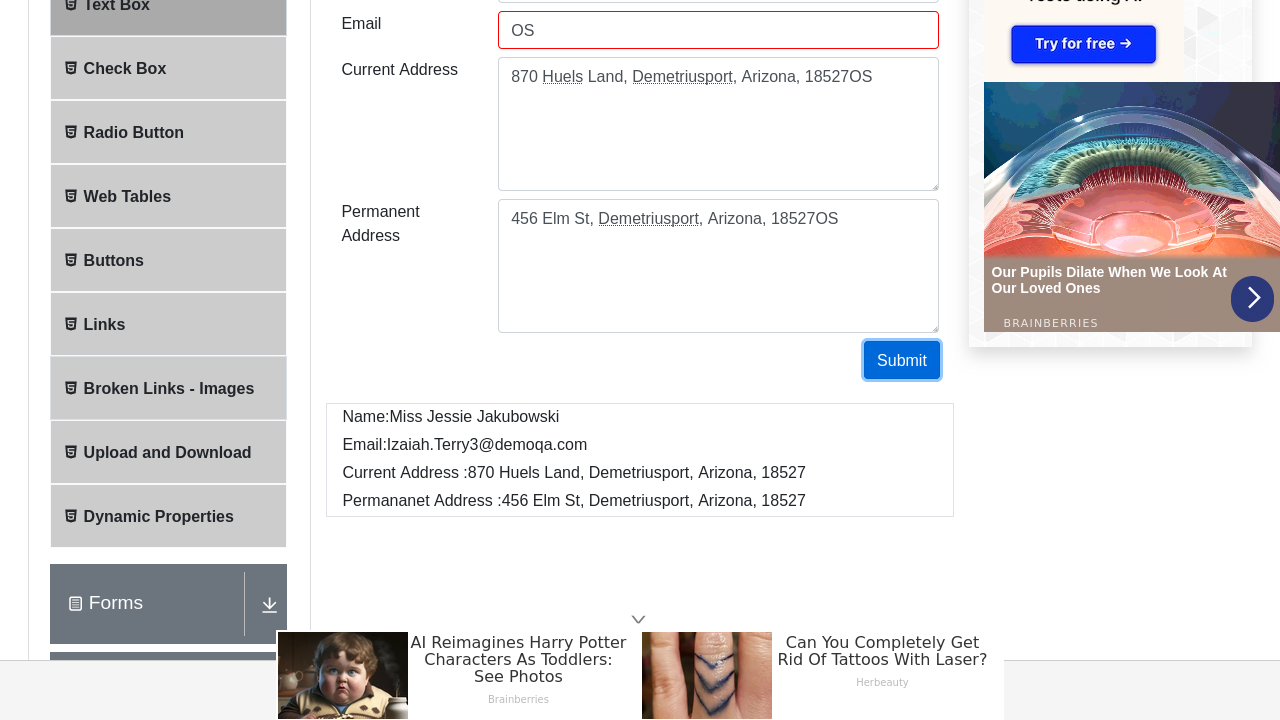 Text Box
Check Box
Radio Button
Web Tables
Buttons
Links
Broken Links - Images
Upload and Download
Dynamic Properties
Forms
Email
OS
Current Address
870 Huels Land, Demetriusport, Arizona, 18527OS
Permanent
Address
456 Elm St, Demetriusport, Arizona, 18527OS
Submit
Name:Miss Jessie Jakubowski
Email:Izaiah.Terry3@demoqa.com
Current Address :870 Huels Land, Demetriusport, Arizona, 18527
Permananet Address :456 Elm St, Demetriusport, Arizona, 18527
Try for free →
Our Pupils Dilate When We Look At
Our Loved Ones
BRAINBERRIES
AI Reimagines Harry Potter
Characters As Toddlers:
See Photos
Brainberries
Can You Completely Get
Rid Of Tattoos With Laser?
Herbeauty